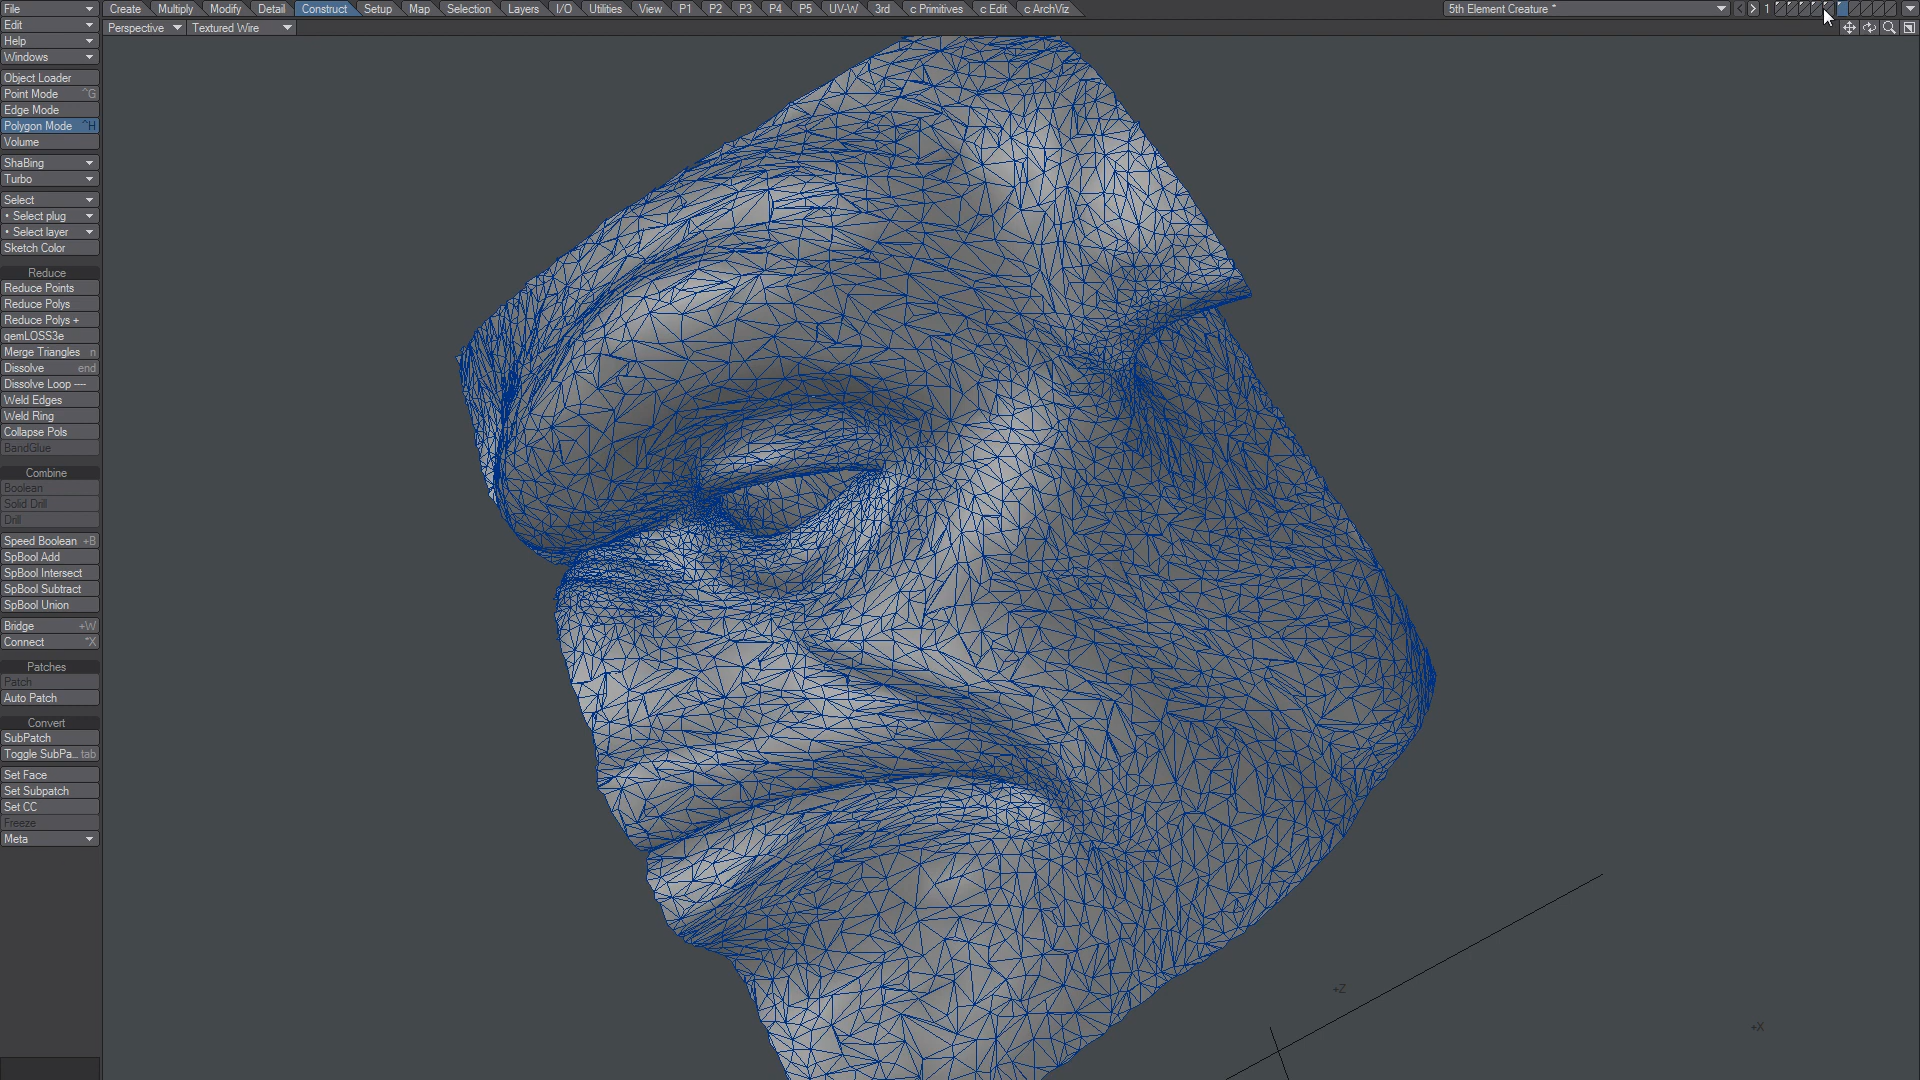 File
Create Multiply Modify Detail Construct Setup Map Selection Layers I/O Utilities View P1 P2 P3 P4 P5 UV-W 3rd c Primitives c Edit c ArchViz
5th Element Creature *
1
Edit
Perspective
Textured Wire
Help
Windows
Object Loader
Point Mode ^G
Edge Mode
Polygon Mode ^H
Volume
ShaBing
Turbo
Select
• Select plug
• Select layer
Sketch Color
Reduce
Reduce Points
Reduce Polys
Reduce Polys +
qemLOSS3e
Merge Triangles n
Dissolve end
Dissolve Loop ----
Weld Edges
Weld Ring
Collapse Pols
BandGlue
Combine
Boolean
Solid Drill
Drill
Speed Boolean +B
SpBool Add
SpBool Intersect
SpBool Subtract
SpBool Union
Bridge +W
Connect *X
Patches
Patch
Auto Patch
Convert
SubPatch
Toggle SubPa... tab
Set Face
Set Subpatch
Set CC
Freeze
Meta
+Z
+X